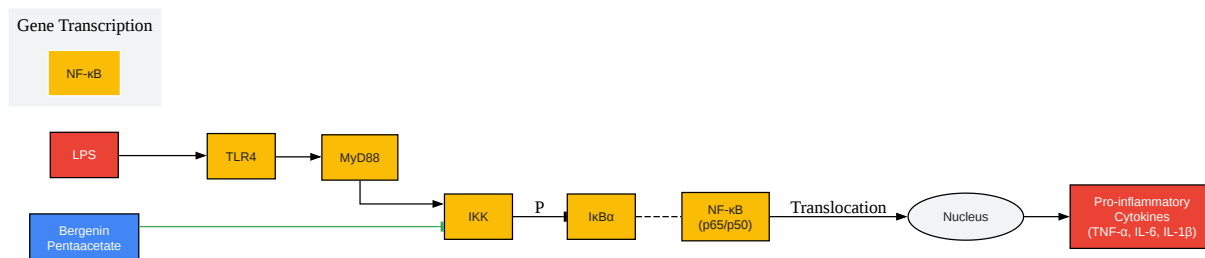 Gene Transcription
NF-κB
LPS
TLR4
MyD88
Bergenin
Pentaacetate
IKK
P
IκBα
NF-κB
(p65/p50)
Translocation
Nucleus
Pro-inflammatory
Cytokines
(TNF-α, IL-6, IL-1β)